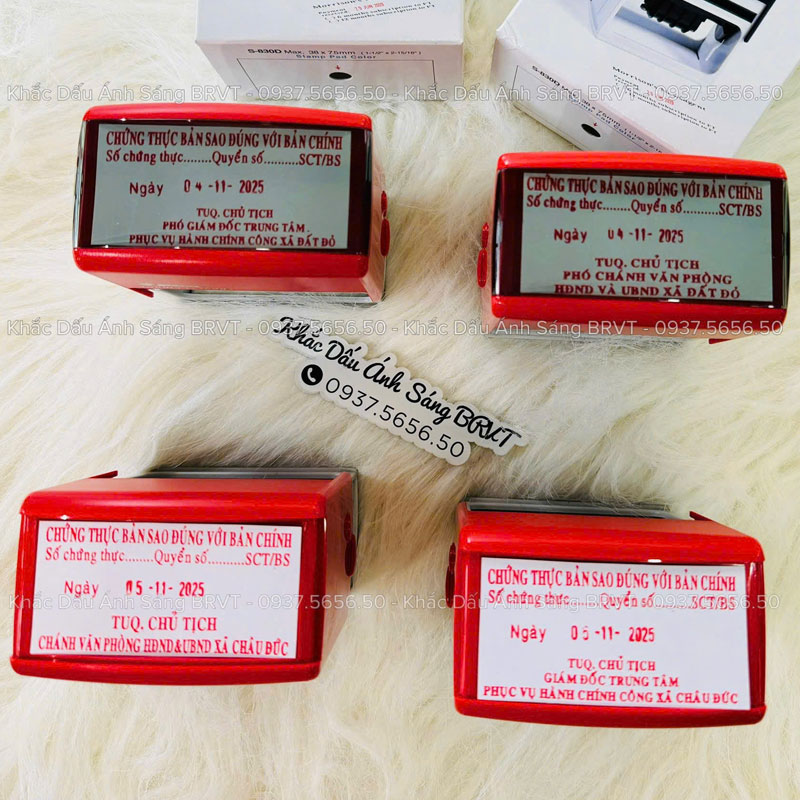 S-830D Max. 38 x 75mm (1-1/2" x 2-15/16")
Stamp Pad Color
Khắc Dấu Ánh Sáng BRVT - 0937.5656.50 - Khắc Dấu Ánh Sáng BRVT - 0937.5656.50
CHỨNG THỰC BẢN SAO ĐÚNG VỚI BẢN CHÍNH
Số chứng thực........Quyển số..........SCT/BS
Ngày 04 -11- 2025
TUQ. CHỦ TỊCH
PHÓ GIÁM ĐỐC TRUNG TÂM
PHỤC VỤ HÀNH CHÍNH CÔNG XÃ ĐẤT ĐỎ
CHỨNG THỰC BẢN SAO ĐÚNG VỚI BẢN CHÍNH
Số chứng thực........Quyển số..........SCT/BS
Ngày 04 -11- 2025
TUQ. CHỦ TỊCH
PHÓ CHÁNH VĂN PHÒNG
HĐND VÀ UBND XÃ ĐẤT ĐỎ
Khắc Dấu Ánh Sáng BRVT - 0937.5656.50 - Khắc Dấu Ánh Sáng BRVT - 0937.5656.50
Khắc Dấu Ánh Sáng BRVT
0937.5656.50
CHỨNG THỰC BẢN SAO ĐÚNG VỚI BẢN CHÍNH
Số chứng thực........Quyển số..........SCT/BS
Ngày 05 -11- 2025
TUQ. CHỦ TỊCH
CHÁNH VĂN PHÒNG HĐND&UBND XÃ CHÂU ĐỨC
CHỨNG THỰC BẢN SAO ĐÚNG VỚI BẢN CHÍNH
Số chứng thực........Quyển số..........SCT/BS
Ngày 05 -11- 2025
TUQ. CHỦ TỊCH
GIÁM ĐỐC TRUNG TÂM
PHỤC VỤ HÀNH CHÍNH CÔNG XÃ CHÂU ĐỨC
Khắc Dấu Ánh Sáng BRVT - 0937.5656.50 - Khắc Dấu Ánh Sáng BRVT - 0937.5656.50